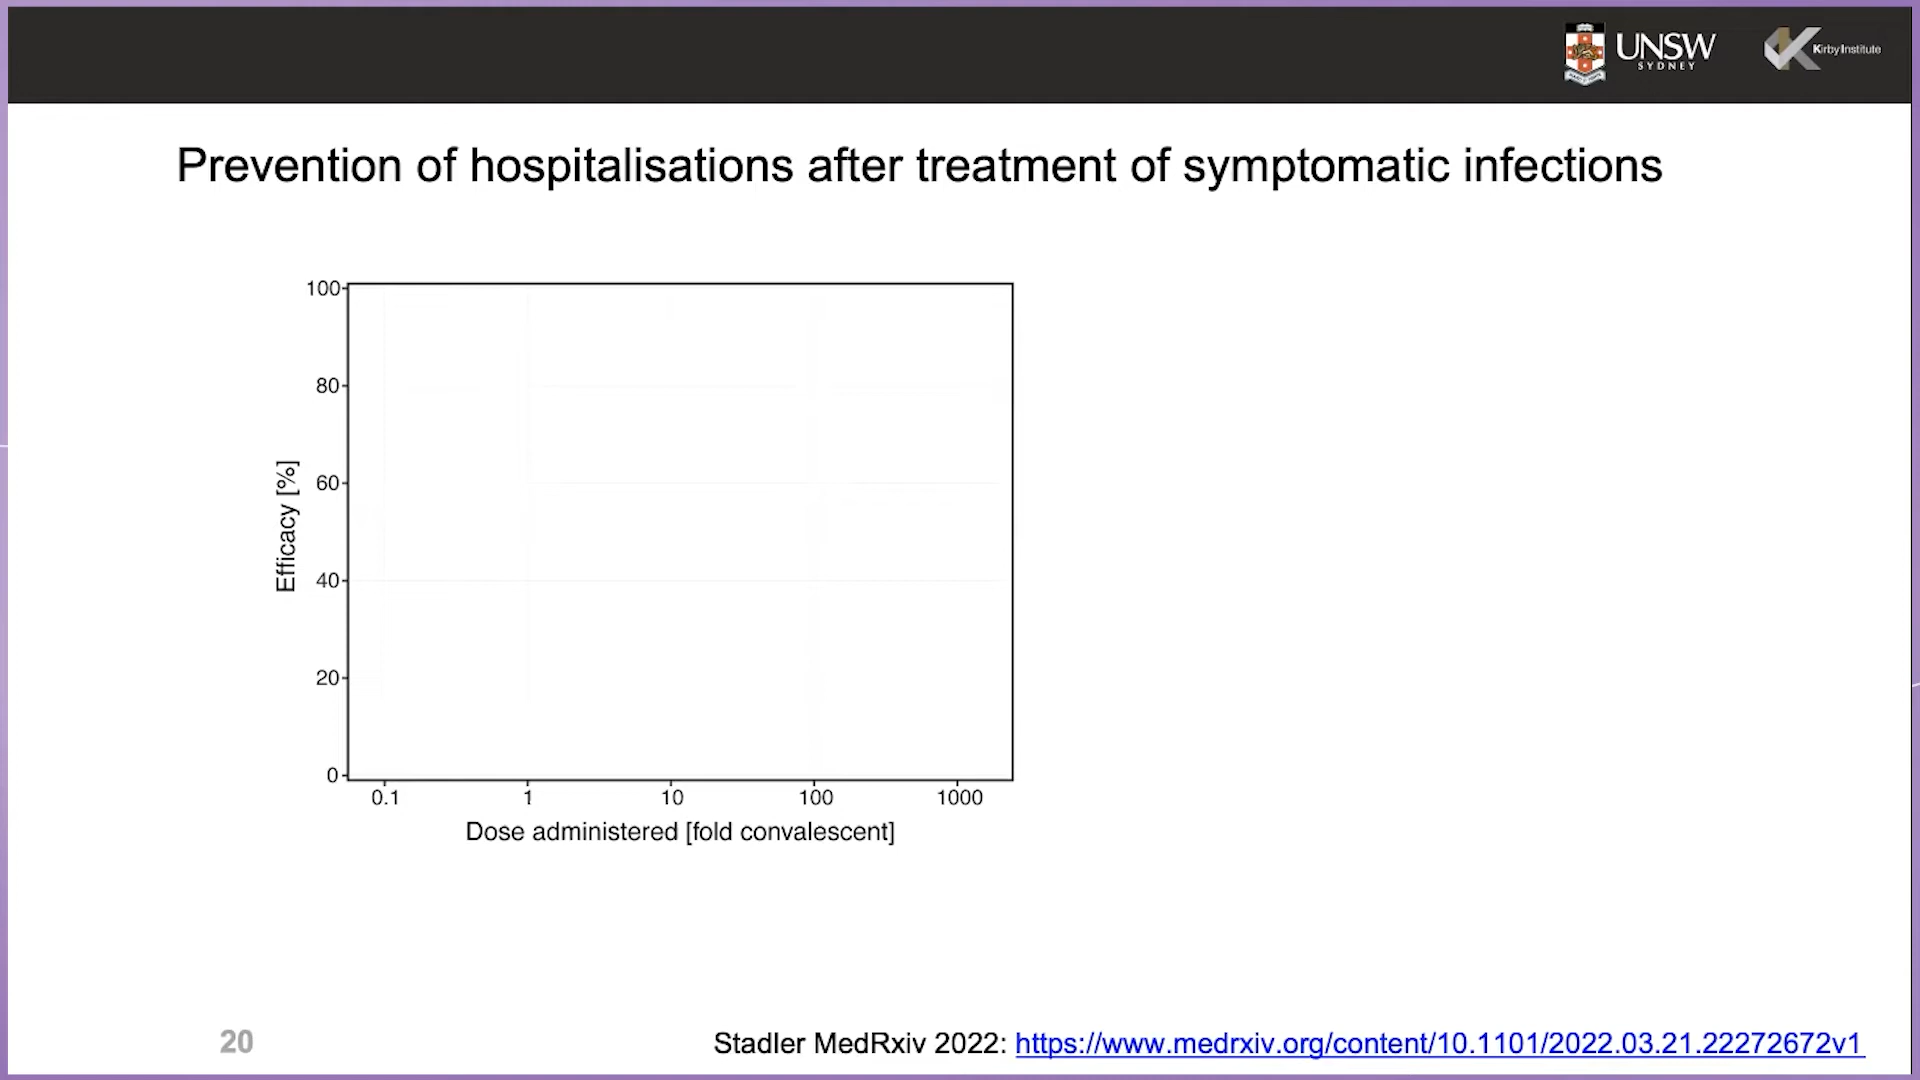 UNSW
SYDNEY
Kirby Institute
Prevention of hospitalisations after treatment of symptomatic infections
100
80
60
40
20
0
Efficacy [%]
0.1 1 10 100 1000
Dose administered [fold convalescent]
20
Stadler MedRxiv 2022: https://www.medrxiv.org/content/10.1101/2022.03.21.22272672v1